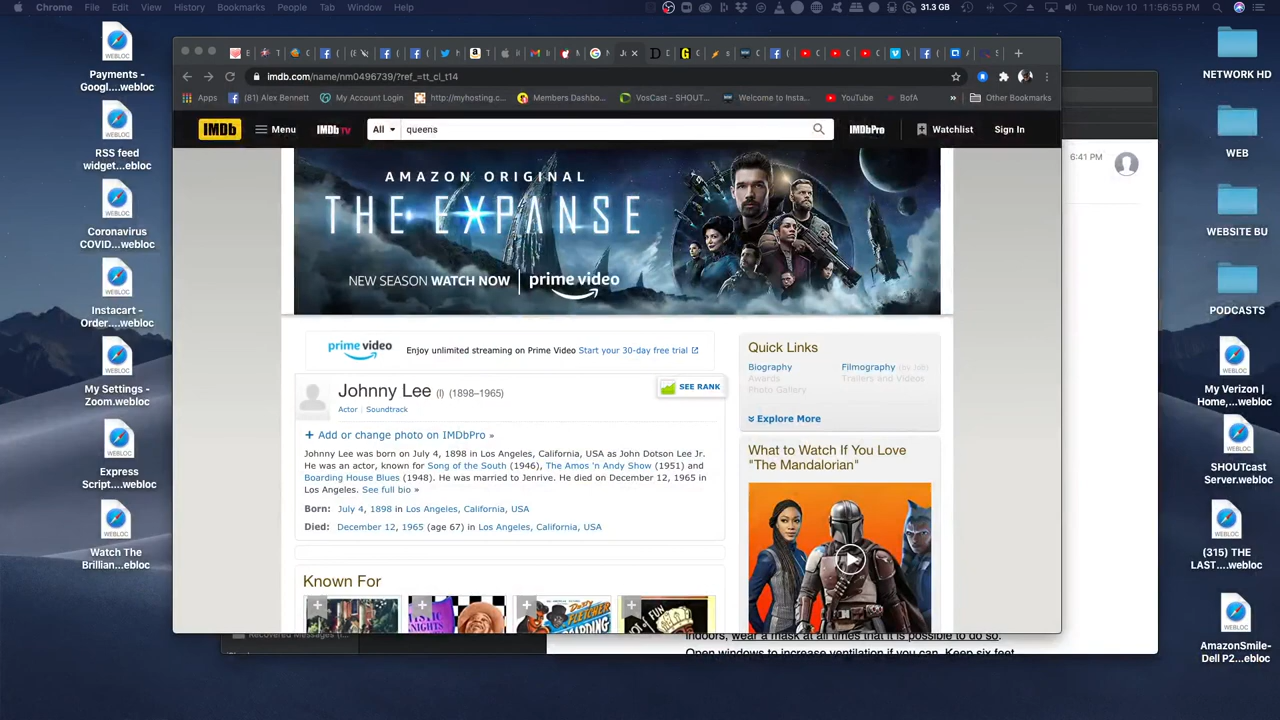 Chrome File Edit View History Bookmarks People Tab Window Help 31.3 GB Tue Nov 10 11:56:55 PM
Payments -
Googl....webloc
RSS feed
widget...ebloc
Coronavirus
COVID...webloc
Instacart -
Order....webloc
My Settings -
Zoom.webloc
Express
Script....webloc
Watch The
Brillian...ebloc
imdb.com/name/nm0496739/?ref_=tt_cl_t14
Apps (81) Alex Bennett My Account Login http://myhosting.c... Members Dashbo... VosCast - SHOUT... Welcome to Insta... YouTube BofA » Other Bookmarks
IMDb Menu IMDb TV All queens IMDbPro Watchlist Sign In
AMAZON ORIGINAL
THE EXPANSE
NEW SEASON WATCH NOW prime video
prime video Enjoy unlimited streaming on Prime Video Start your 30-day free trial
Johnny Lee (I) (1898–1965)
SEE RANK
Actor | Soundtrack
+ Add or change photo on IMDbPro »
Johnny Lee was born on July 4, 1898 in Los Angeles, California, USA as John Dotson Lee Jr.
He was an actor, known for Song of the South (1946), The Amos 'n Andy Show (1951) and
Boarding House Blues (1948). He was married to Jenrive. He died on December 12, 1965 in
Los Angeles. See full bio »
Born: July 4, 1898 in Los Angeles, California, USA
Died: December 12, 1965 (age 67) in Los Angeles, California, USA
Known For
Quick Links
Biography Filmography
Awards Trailers and Videos
Photo Gallery
Explore More
What to Watch If You Love
"The Mandalorian"
6:41 PM
Recovered Messages (
indoors, wear a mask at all times that it is possible to do so.
Open windows to increase ventilation if you can. Keep six feet
NETWORK HD
WEB
WEBSITE BU
PODCASTS
My Verizon |
Home,...webloc
SHOUTcast
Server.webloc
(315) THE
LAST....webloc
AmazonSmile-
Dell P2...ebloc